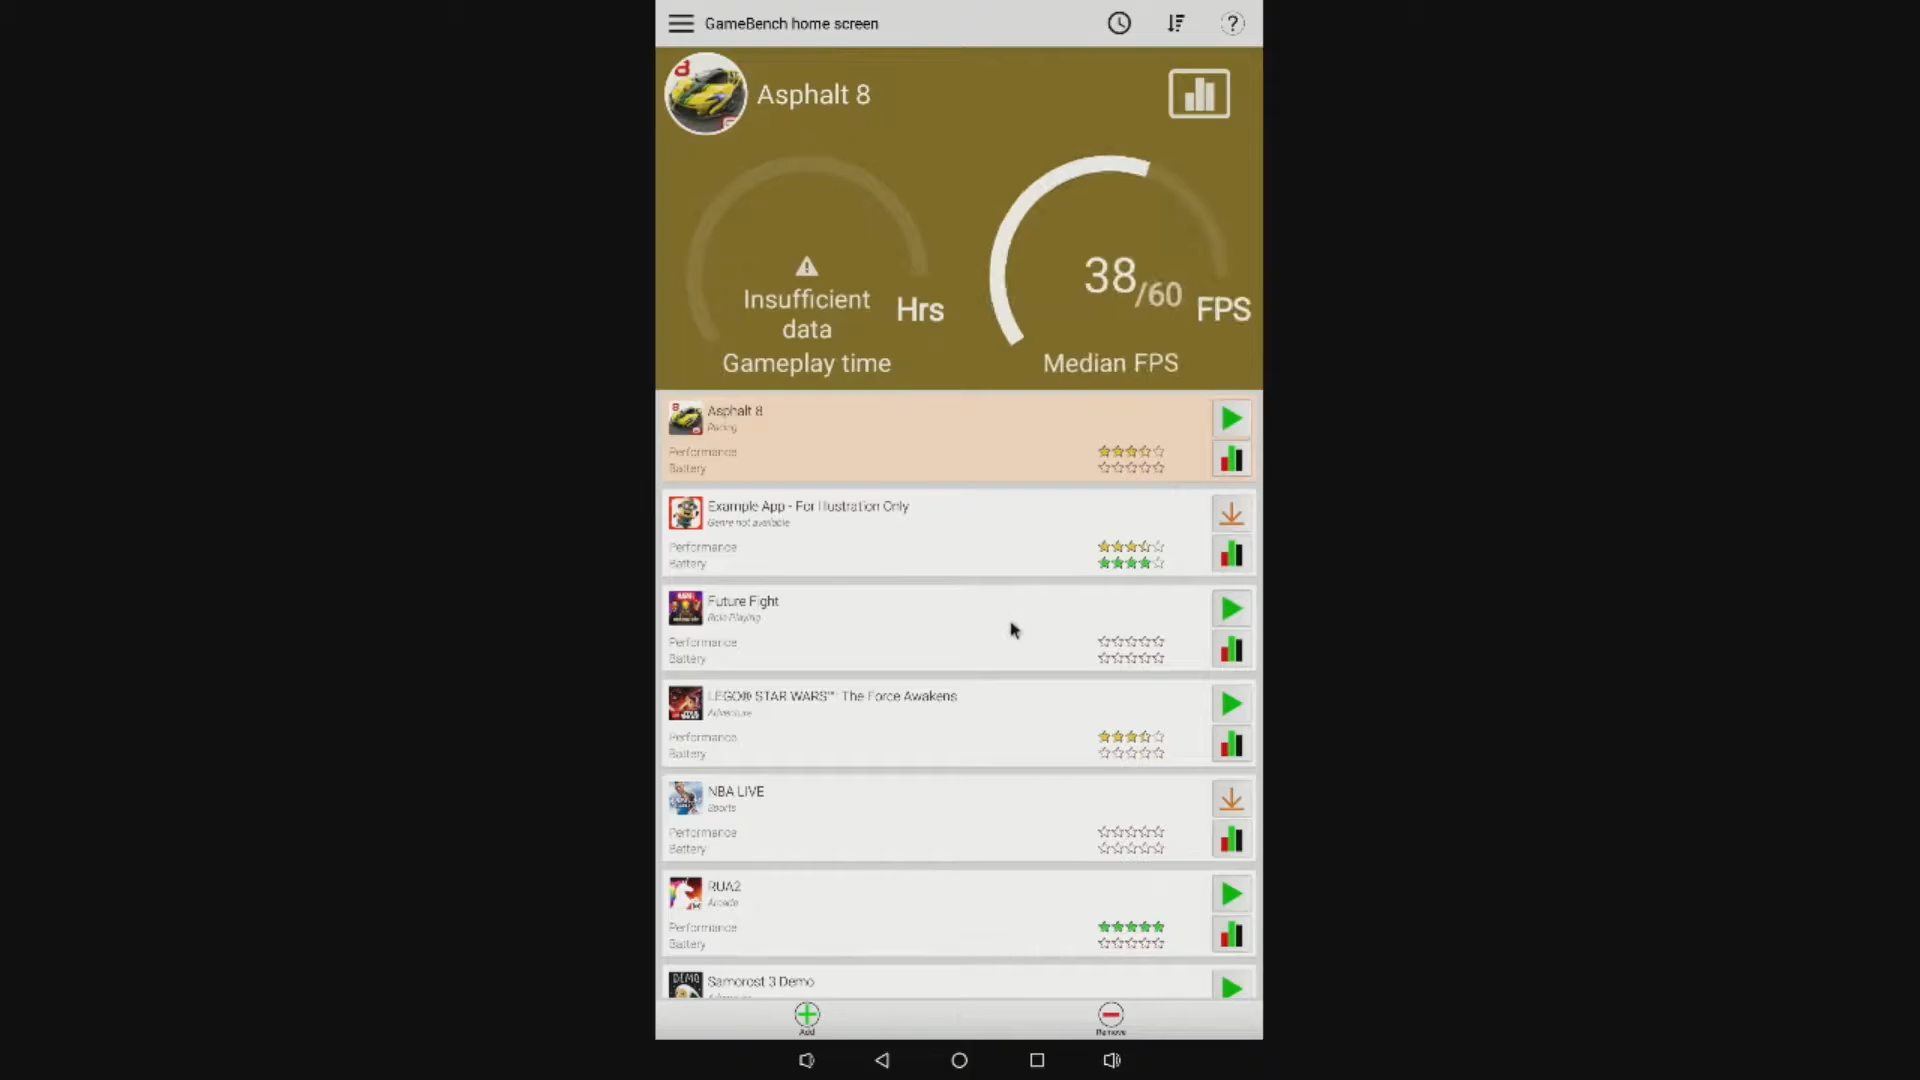 GameBench home screen
?
8
Asphalt 8
Insufficient
data
Hrs
Gameplay time
38/60
FPS
Median FPS
Asphalt 8
Racing
Performance
Battery
Example App - For Illustration Only
Genre not available
Performance
Battery
Future Fight
Role Playing
Performance
Battery
LEGO® STAR WARS™: The Force Awakens
Adventure
Performance
Battery
NBA LIVE
Sports
Performance
Battery
RUA2
Arcade
Performance
Battery
DEMO
Samorost 3 Demo
Add
Remove